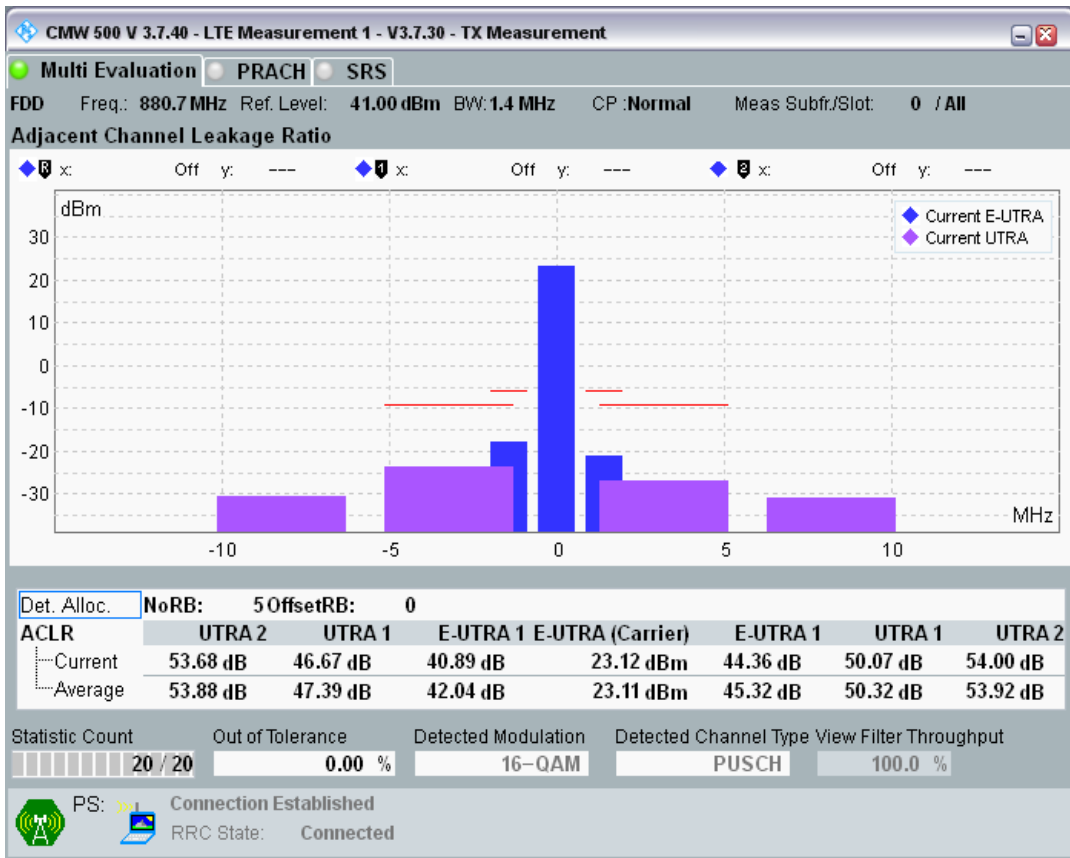 CMW 500 V 3.7.40 - LTE Measurement 1 - V3.7.30 - TX Measurement
Multi Evaluation PRACH SRS
FDD Freq.: 880.7 MHz Ref. Level: 41.00 dBm BW: 1.4 MHz CP :Normal Meas Subfr./Slot: 0 / All
Adjacent Channel Leakage Ratio
R x: Off y: --- 1 x: Off y: --- 2 x: Off y: ---
dBm
Current E-UTRA
Current UTRA
30
20
10
0
-10
-20
-30
MHz
-10 -5 0 5 10
Det. Alloc. NoRB: 5 OffsetRB: 0
ACLR UTRA 2 UTRA 1 E-UTRA 1 E-UTRA (Carrier) E-UTRA 1 UTRA 1 UTRA 2
Current 53.68 dB 46.67 dB 40.89 dB 23.12 dBm 44.36 dB 50.07 dB 54.00 dB
Average 53.88 dB 47.39 dB 42.04 dB 23.11 dBm 45.32 dB 50.32 dB 53.92 dB
Statistic Count Out of Tolerance Detected Modulation Detected Channel Type View Filter Throughput
20 / 20 0.00 % 16-QAM PUSCH 100.0 %
PS: Connection Established
RRC State: Connected